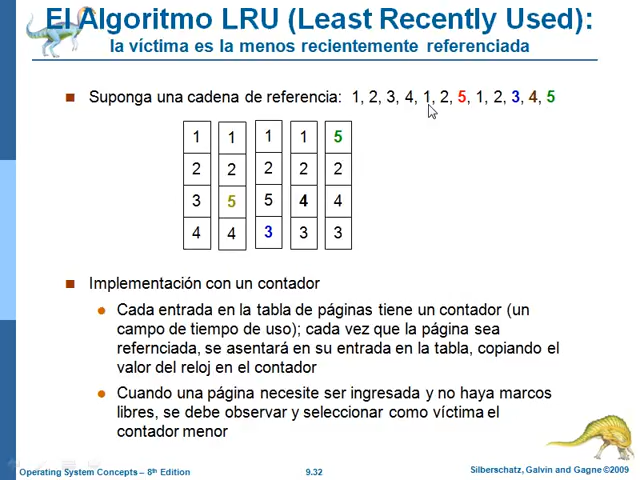 El Algoritmo LRU (Least Recently Used):
la víctima es la menos recientemente referenciada
Suponga una cadena de referencia: 1, 2, 3, 4, 1, 2, 5, 1, 2, 3, 4, 5
1 1 1 1 5
2 2 2 2 2
3 5 5 4 4
4 4 3 3 3
Implementación con un contador
Cada entrada en la tabla de páginas tiene un contador (un
campo de tiempo de uso); cada vez que la página sea
refernciada, se asentará en su entrada en la tabla, copiando el
valor del reloj en el contador
Cuando una página necesite ser ingresada y no haya marcos
libres, se debe observar y seleccionar como víctima el
contador menor
Operating System Concepts – 8th Edition
9.32
Silberschatz, Galvin and Gagne ©2009